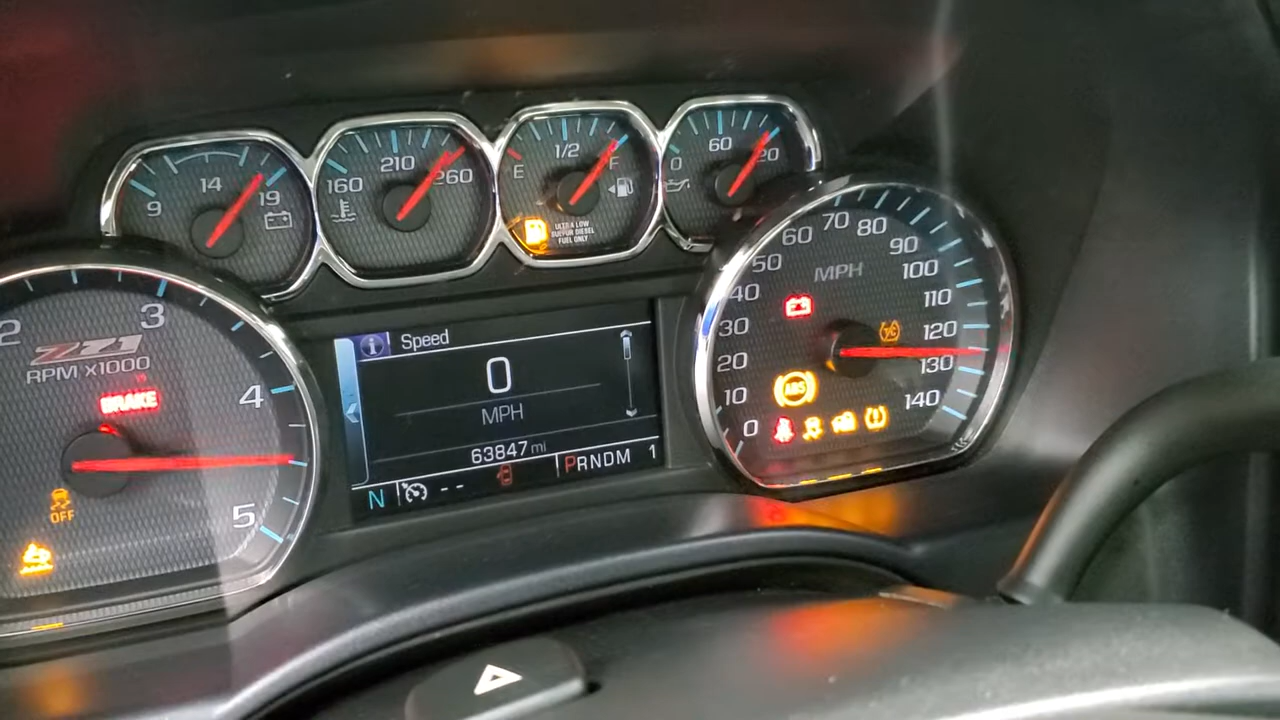 9
14
19
160
210
260
E
1/2
F
ULTRA LOW
SULFUR DIESEL
FUEL ONLY
0
60
2
3
4
5
Z71
RPM X1000
BRAKE
OFF
Speed
0
MPH
63847 mi
N
--
PRNDM 1
0
10
20
30
40
50
60
70
80
90
100
110
120
130
140
MPH
T/C
ABS